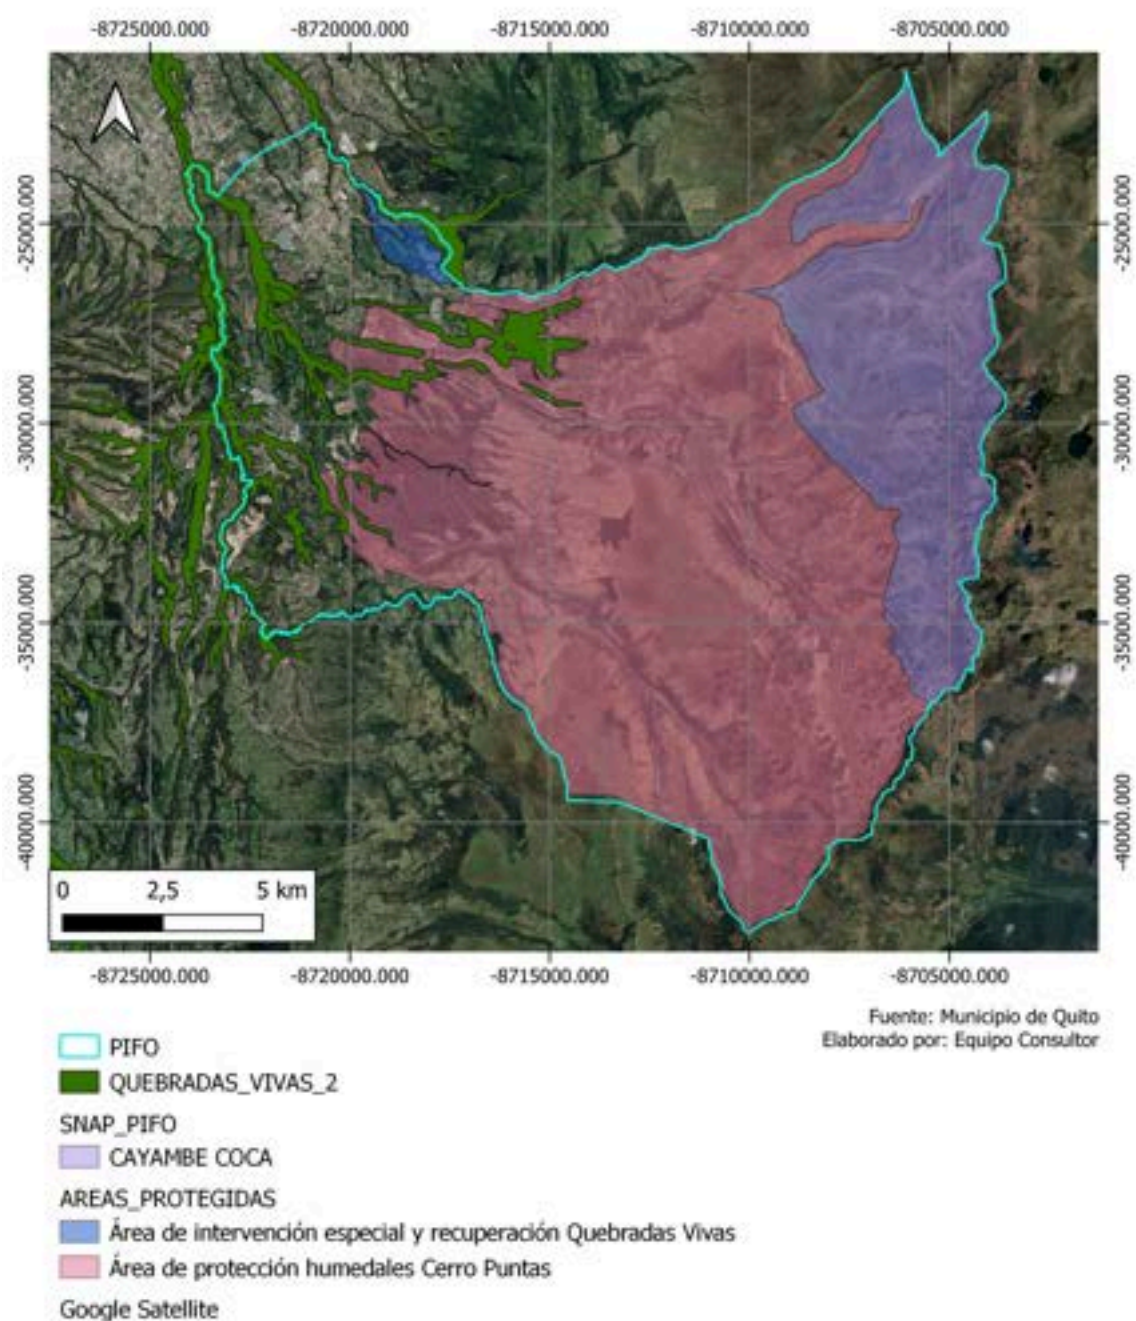 -8725000.000 -8720000.000 -8715000.000 -8710000.000 -8705000.000
-25000.000 -25000.000
-30000.000 -30000.000
-35000.000 -35000.000
-40000.000 -40000.000
0 2,5 5 km
-8725000.000 -8720000.000 -8715000.000 -8710000.000 -8705000.000
Fuente: Municipio de Quito
Elaborado por: Equipo Consultor
PIFO
QUEBRADAS_VIVAS_2
SNAP_PIFO
CAYAMBE COCA
AREAS_PROTEGIDAS
Área de intervención especial y recuperación Quebradas Vivas
Área de protección humedales Cerro Puntas
Google Satellite